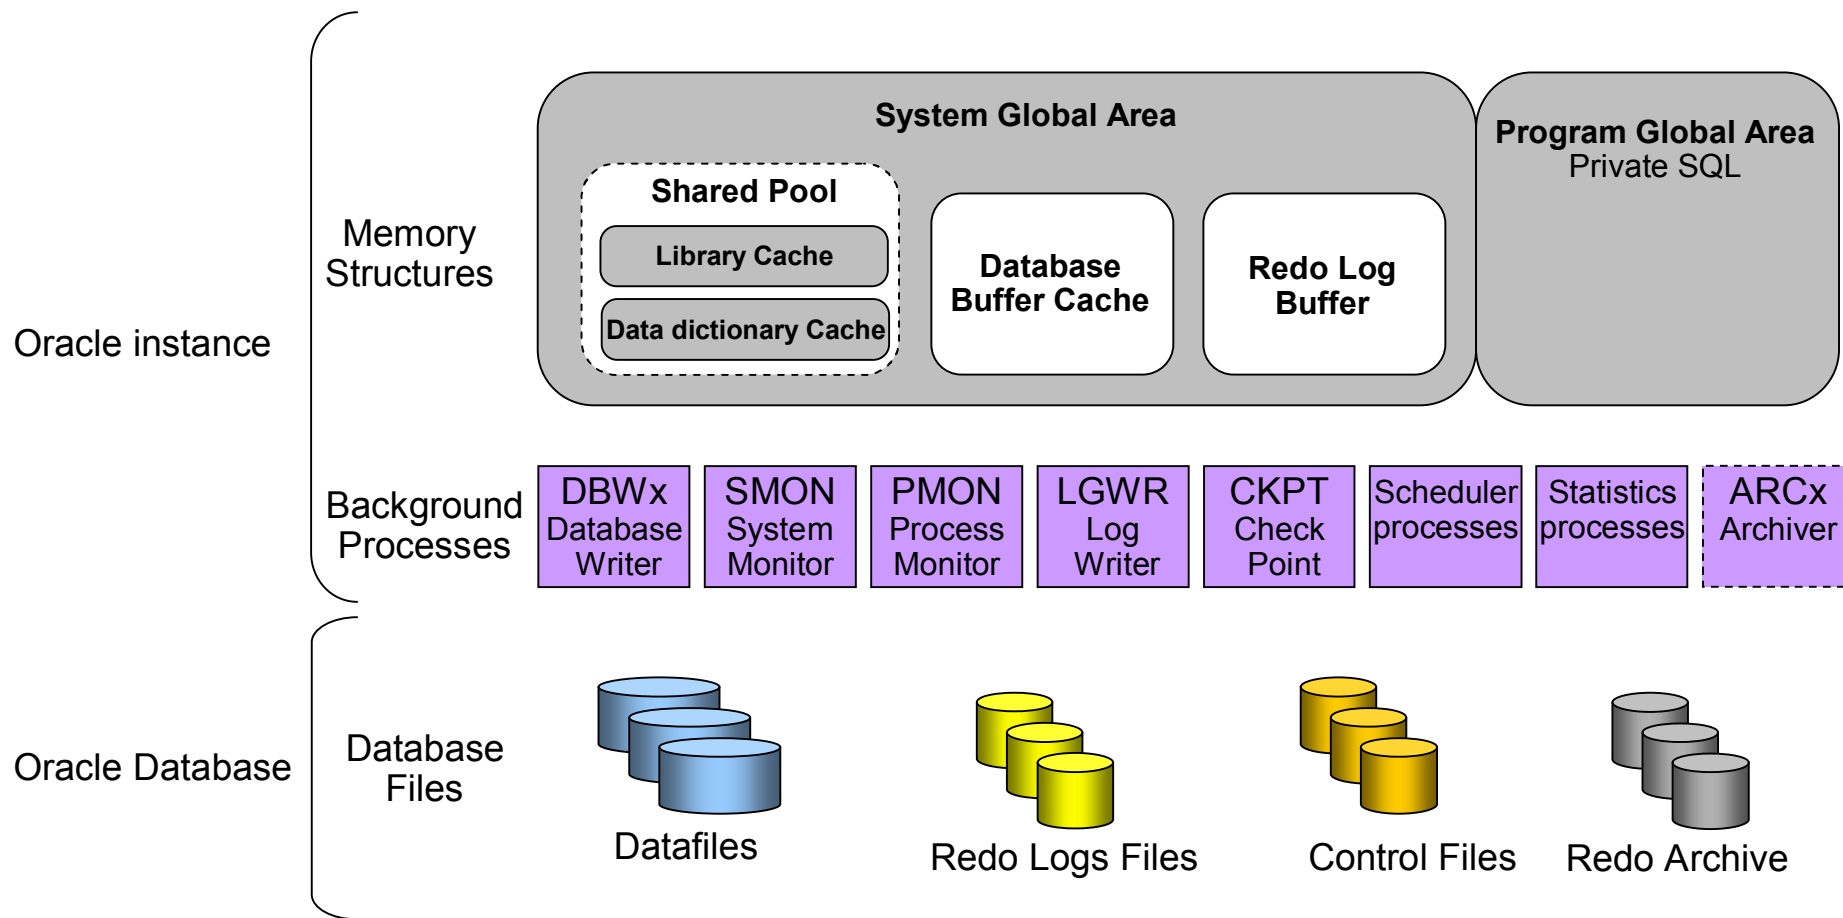 System Global Area
Program Global Area
Private SQL
Shared Pool
Library Cache
Data dictionary Cache
Database
Buffer Cache
Redo Log
Buffer
Memory
Structures
Oracle instance
Background
Processes
DBWx
Database
Writer
SMON
System
Monitor
PMON
Process
Monitor
LGWR
Log
Writer
CKPT
Check
Point
Scheduler
processes
Statistics
processes
ARCx
Archiver
Oracle Database
Database
Files
Datafiles
Redo Logs Files
Control Files
Redo Archive